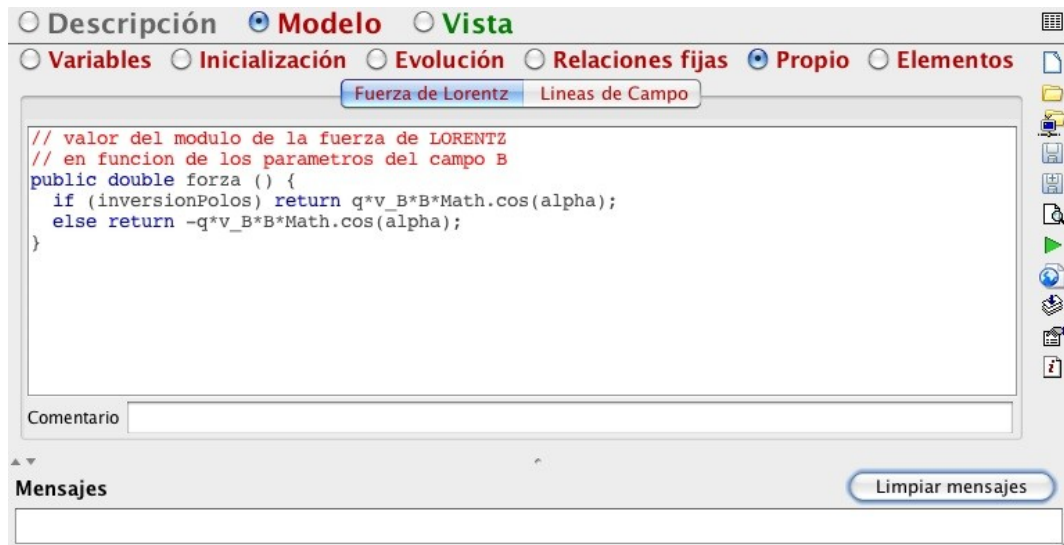 Descripción Modelo Vista
Variables Inicialización Evolución Relaciones fijas Propio Elementos
Fuerza de Lorentz Lineas de Campo
// valor del modulo de la fuerza de LORENTZ
// en funcion de los parametros del campo B
public double forza () {
if (inversionPolos) return q*v_B*B*Math.cos(alpha);
else return -q*v_B*B*Math.cos(alpha);
}
Comentario
Mensajes Limpiar mensajes